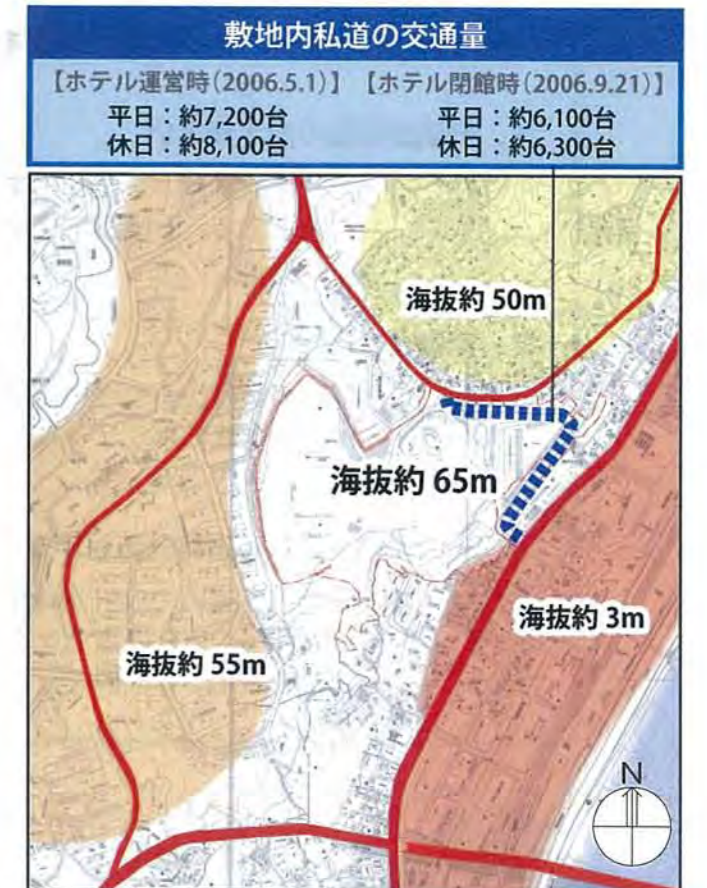 敷地内私道の交通量
【ホテル運営時(2006.5.1)】 【ホテル閉館時(2006.9.21)】
平日：約7,200台 平日：約6,100台
休日：約8,100台 休日：約6,300台
海抜約 50m
海抜約 65m
海抜約 3m
海抜約 55m
N